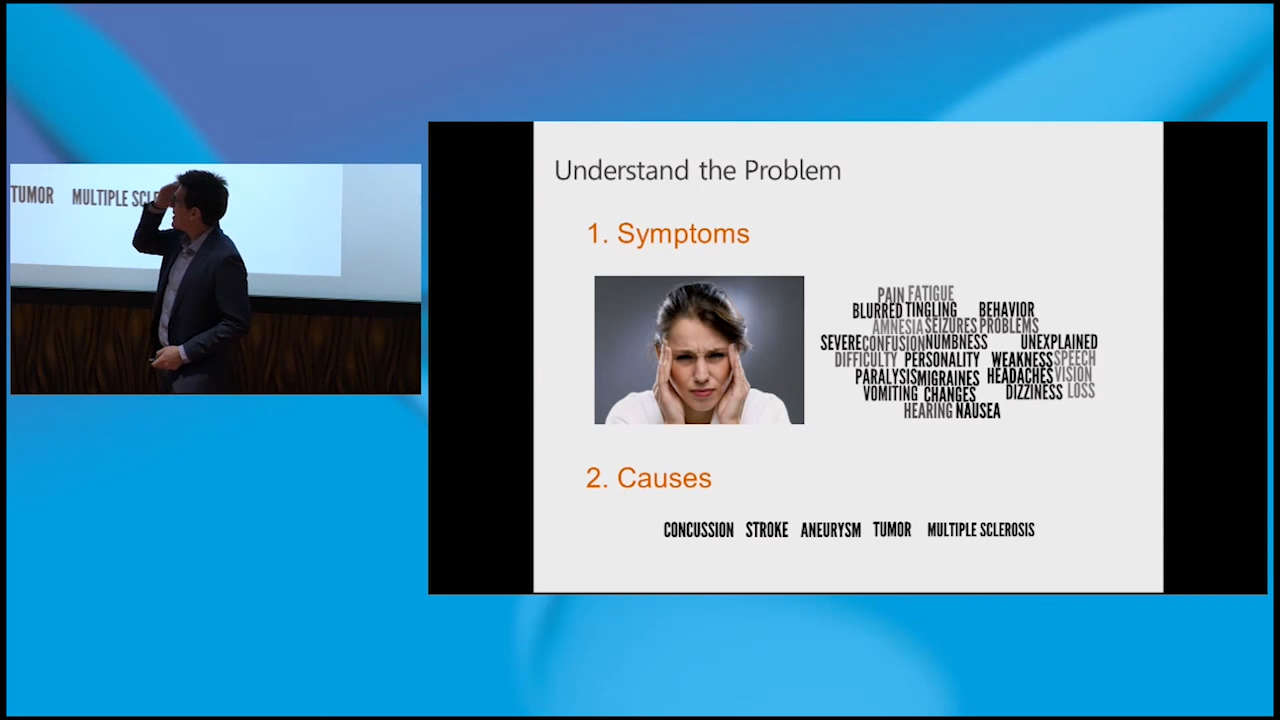 TUMOR MULTIPLE SCLE
Understand the Problem
1. Symptoms
PAIN FATIGUE
BLURRED TINGLING BEHAVIOR
AMNESIA SEIZURES PROBLEMS
SEVERE CONFUSION NUMBNESS UNEXPLAINED
DIFFICULTY PERSONALITY WEAKNESS SPEECH
PARALYSIS MIGRAINES HEADACHES VISION
VOMITING CHANGES DIZZINESS LOSS
HEARING NAUSEA
2. Causes
CONCUSSION STROKE ANEURYSM TUMOR MULTIPLE SCLEROSIS